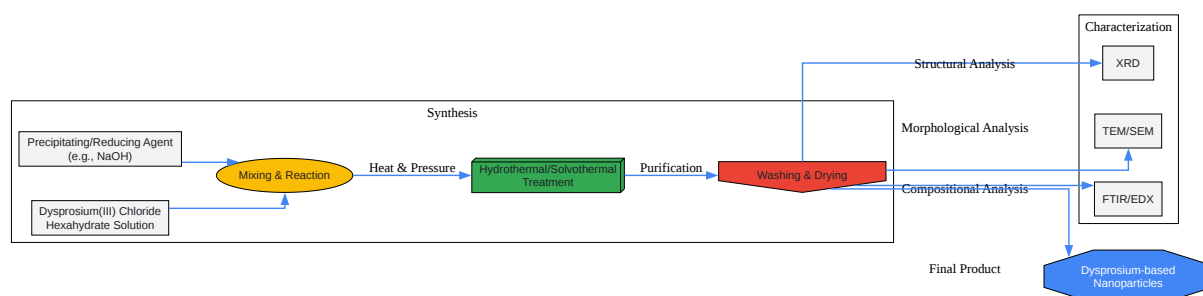 Characterization
XRD
Structural Analysis
Synthesis
Precipitating/Reducing Agent
(e.g., NaOH)
Morphological Analysis
TEM/SEM
Mixing & Reaction
Heat & Pressure
Hydrothermal/Solvothermal
Treatment
Purification
Washing & Drying
Compositional Analysis
FTIR/EDX
Dysprosium(III) Chloride
Hexahydrate Solution
Final Product
Dysprosium-based
Nanoparticles